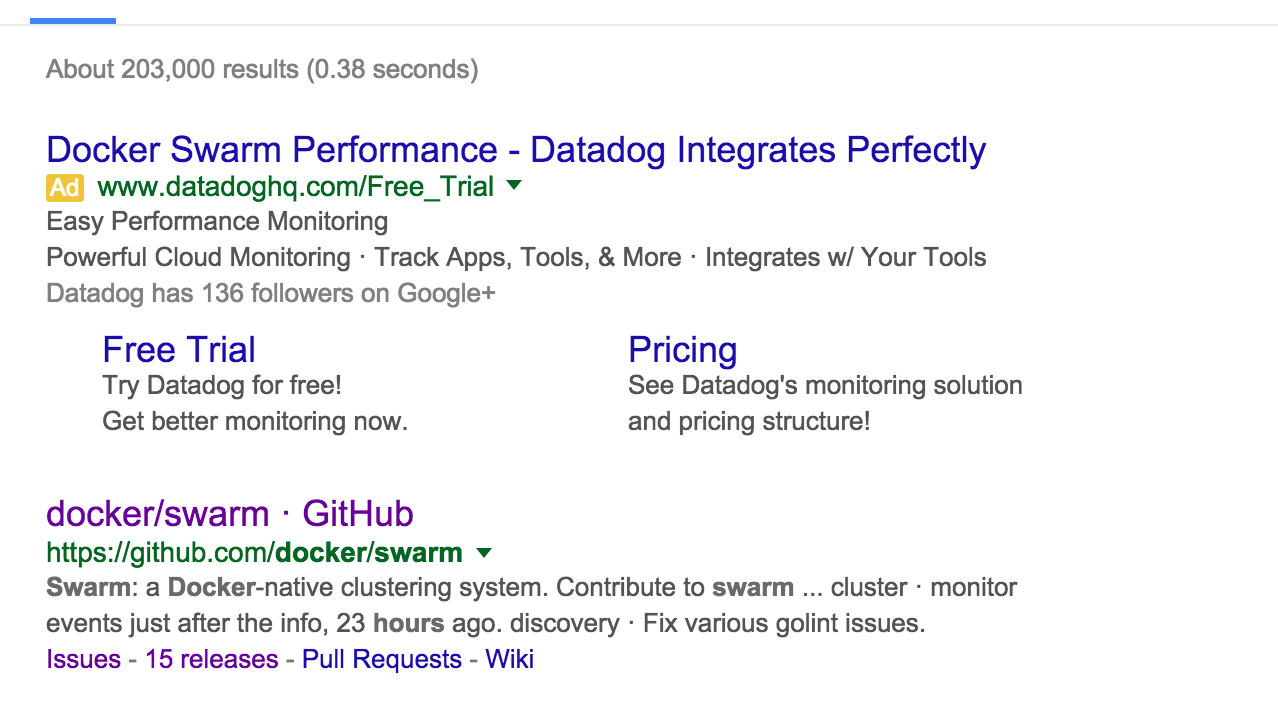 About 203,000 results (0.38 seconds)
Docker Swarm Performance - Datadog Integrates Perfectly
Ad www.datadoghq.com/Free_Trial
Easy Performance Monitoring
Powerful Cloud Monitoring · Track Apps, Tools, & More · Integrates w/ Your Tools
Datadog has 136 followers on Google+
Free Trial
Try Datadog for free!
Get better monitoring now.
Pricing
See Datadog's monitoring solution
and pricing structure!
docker/swarm · GitHub
https://github.com/docker/swarm
Swarm: a Docker-native clustering system. Contribute to swarm ... cluster · monitor
events just after the info, 23 hours ago. discovery · Fix various golint issues.
Issues - 15 releases - Pull Requests - Wiki